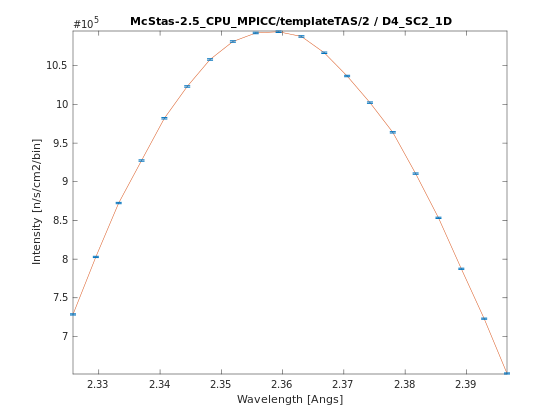 McStas-2.5_CPU_MPICC/templateTAS/2 / D4_SC2_1D
#10^5
10.5
10
9.5
9
8.5
8
7.5
7
Intensity [n/s/cm2/bin]
2.33 2.34 2.35 2.36 2.37 2.38 2.39
Wavelength [Angs]